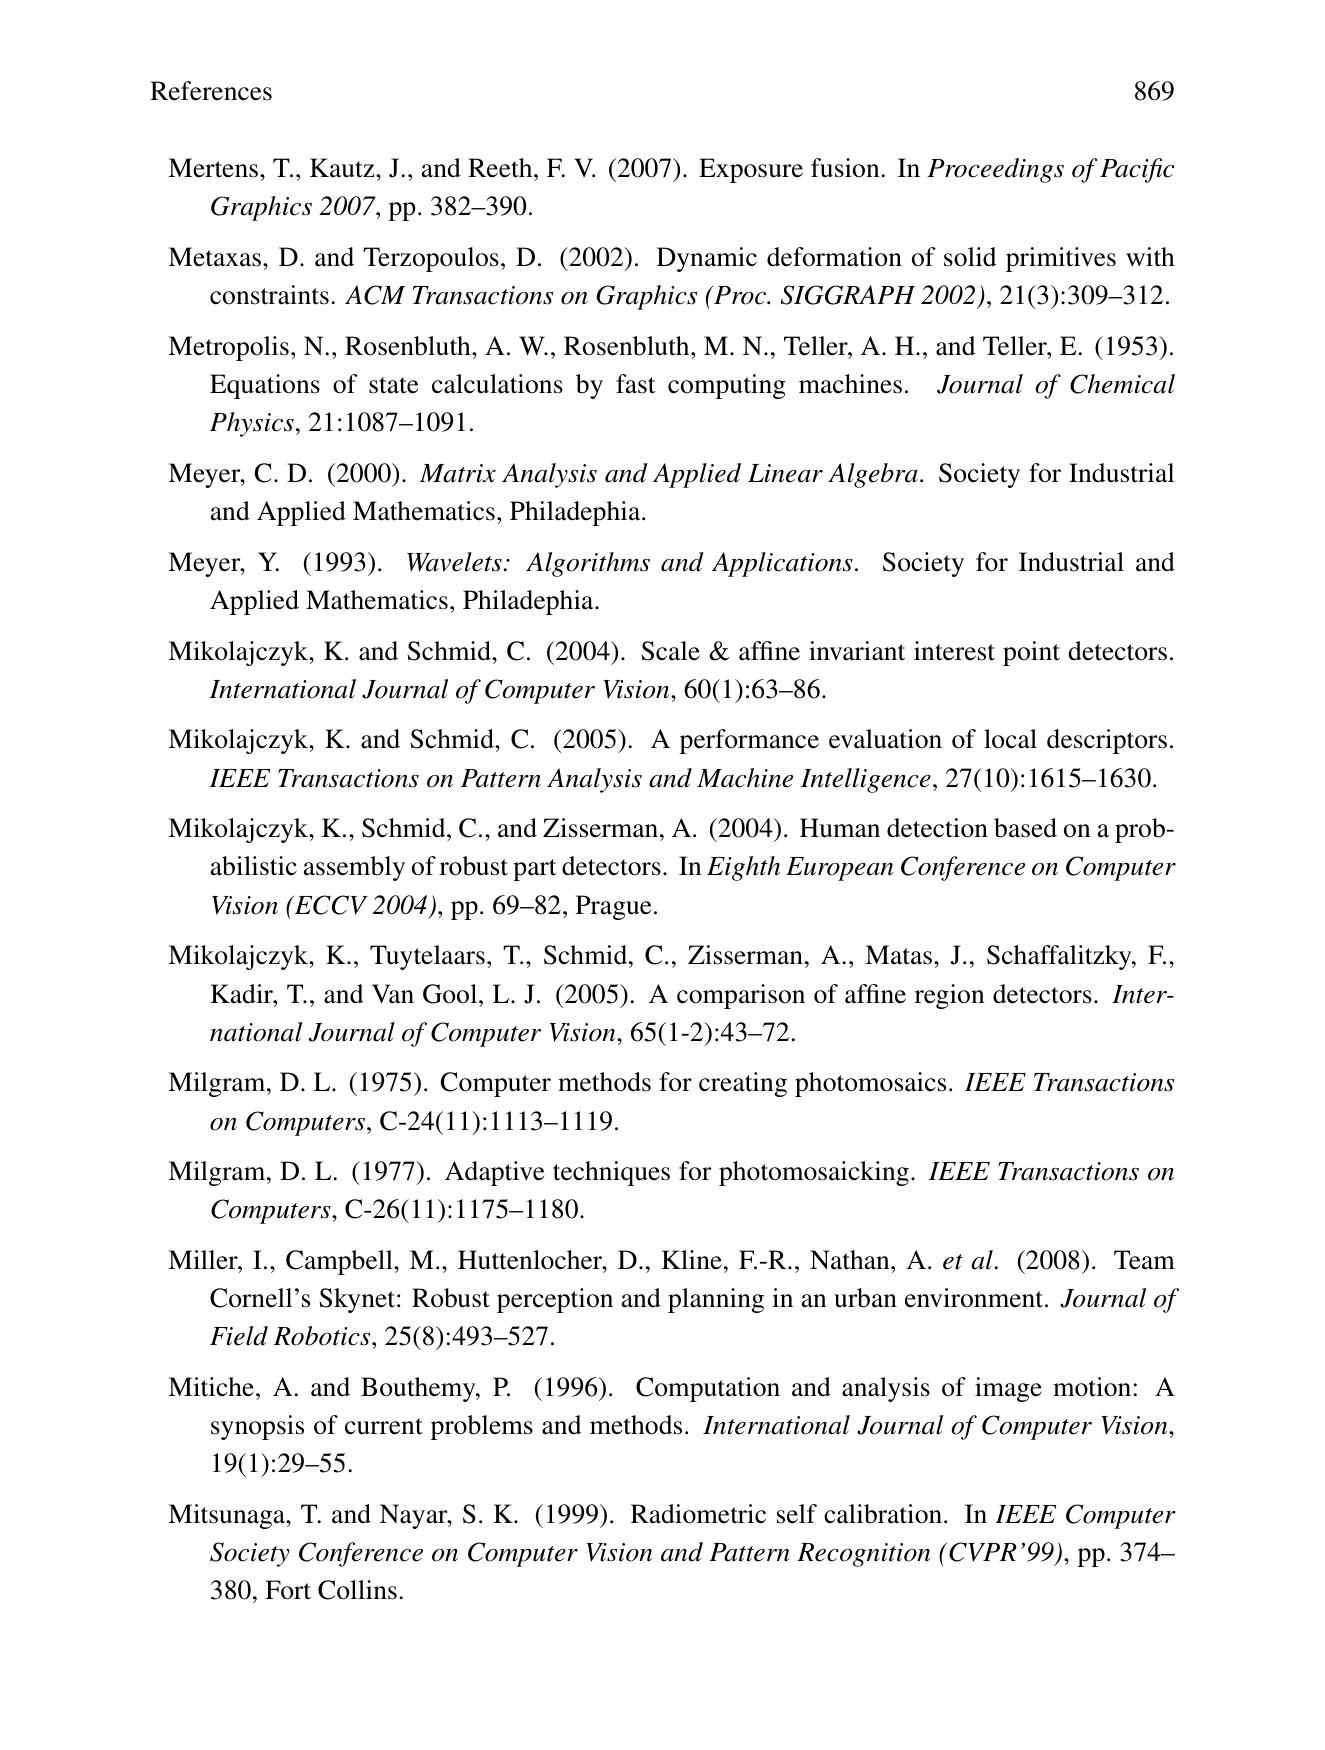 References 869
Mertens, T., Kautz, J., and Reeth, F. V. (2007). Exposure fusion. In Proceedings of Pacific
Graphics 2007, pp. 382–390.
Metaxas, D. and Terzopoulos, D. (2002). Dynamic deformation of solid primitives with
constraints. ACM Transactions on Graphics (Proc. SIGGRAPH 2002), 21(3):309–312.
Metropolis, N., Rosenbluth, A. W., Rosenbluth, M. N., Teller, A. H., and Teller, E. (1953).
Equations of state calculations by fast computing machines. Journal of Chemical
Physics, 21:1087–1091.
Meyer, C. D. (2000). Matrix Analysis and Applied Linear Algebra. Society for Industrial
and Applied Mathematics, Philadephia.
Meyer, Y. (1993). Wavelets: Algorithms and Applications. Society for Industrial and
Applied Mathematics, Philadephia.
Mikolajczyk, K. and Schmid, C. (2004). Scale & affine invariant interest point detectors.
International Journal of Computer Vision, 60(1):63–86.
Mikolajczyk, K. and Schmid, C. (2005). A performance evaluation of local descriptors.
IEEE Transactions on Pattern Analysis and Machine Intelligence, 27(10):1615–1630.
Mikolajczyk, K., Schmid, C., and Zisserman, A. (2004). Human detection based on a prob-
abilistic assembly of robust part detectors. In Eighth European Conference on Computer
Vision (ECCV 2004), pp. 69–82, Prague.
Mikolajczyk, K., Tuytelaars, T., Schmid, C., Zisserman, A., Matas, J., Schaffalitzky, F.,
Kadir, T., and Van Gool, L. J. (2005). A comparison of affine region detectors. Inter-
national Journal of Computer Vision, 65(1-2):43–72.
Milgram, D. L. (1975). Computer methods for creating photomosaics. IEEE Transactions
on Computers, C-24(11):1113–1119.
Milgram, D. L. (1977). Adaptive techniques for photomosaicking. IEEE Transactions on
Computers, C-26(11):1175–1180.
Miller, I., Campbell, M., Huttenlocher, D., Kline, F.-R., Nathan, A. et al. (2008). Team
Cornell’s Skynet: Robust perception and planning in an urban environment. Journal of
Field Robotics, 25(8):493–527.
Mitiche, A. and Bouthemy, P. (1996). Computation and analysis of image motion: A
synopsis of current problems and methods. International Journal of Computer Vision,
19(1):29–55.
Mitsunaga, T. and Nayar, S. K. (1999). Radiometric self calibration. In IEEE Computer
Society Conference on Computer Vision and Pattern Recognition (CVPR’99), pp. 374–
380, Fort Collins.